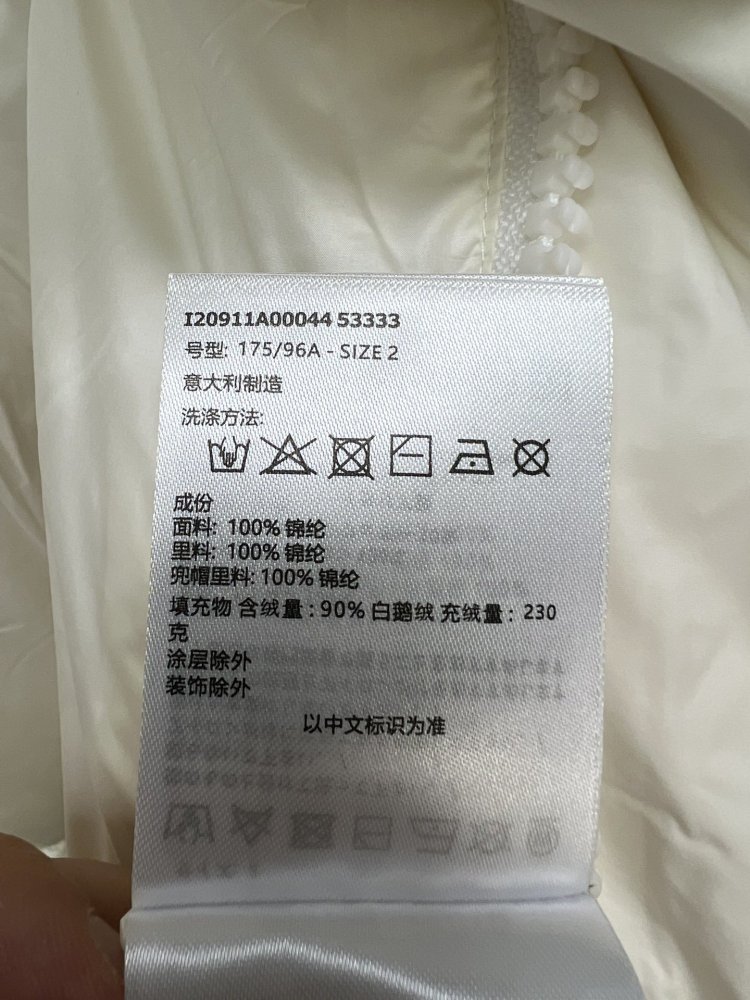 I20911A00044 53333
号型: 175/96A - SIZE 2
意大利制造
洗涤方法:
成份
面料: 100% 锦纶
里料: 100% 锦纶
兜帽里料: 100% 锦纶
填充物 含绒量 : 90% 白鹅绒 充绒量 : 230
克
涂层除外
装饰除外
以中文标识为准